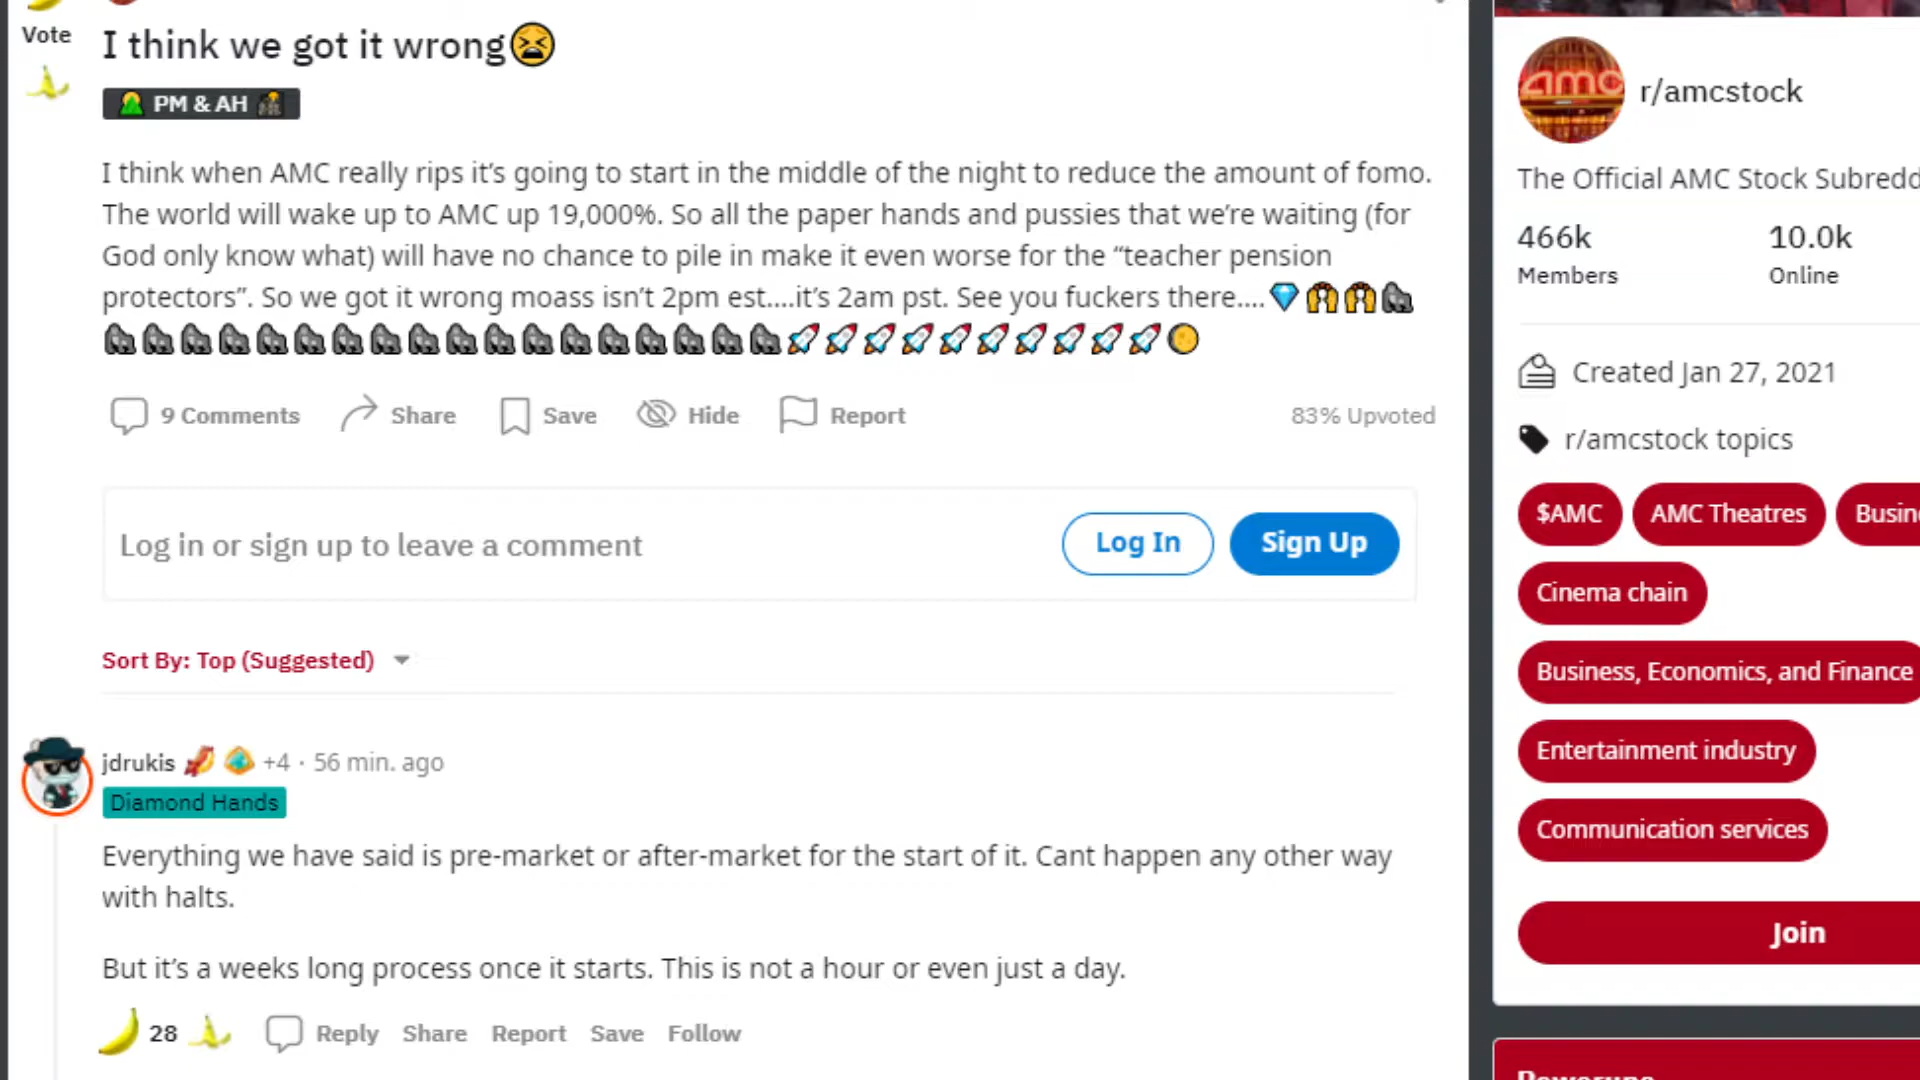 Vote
I think we got it wrong😫
PM & AH
I think when AMC really rips it’s going to start in the middle of the night to reduce the amount of fomo.
The world will wake up to AMC up 19,000%. So all the paper hands and pussies that we’re waiting (for
God only know what) will have no chance to pile in make it even worse for the “teacher pension
protectors”. So we got it wrong moass isn’t 2pm est....it’s 2am pst. See you fuckers there....💎🙌🙌🦍
🦍🦍🦍🦍🦍🦍🦍🦍🦍🦍🦍🦍🦍🦍🦍🦍🦍🦍🚀🚀🚀🚀🚀🚀🚀🚀🚀🚀🌕
9 Comments Share Save Hide Report 83% Upvoted
Log in or sign up to leave a comment Log In Sign Up
Sort By: Top (Suggested)
jdrukis +4 · 56 min. ago
Diamond Hands
Everything we have said is pre-market or after-market for the start of it. Cant happen any other way
with halts.
But it’s a weeks long process once it starts. This is not a hour or even just a day.
28 Reply Share Report Save Follow
amc
r/amcstock
The Official AMC Stock Subredd
466k 10.0k
Members Online
Created Jan 27, 2021
r/amcstock topics
$AMC AMC Theatres Busin
Cinema chain
Business, Economics, and Finance
Entertainment industry
Communication services
Join